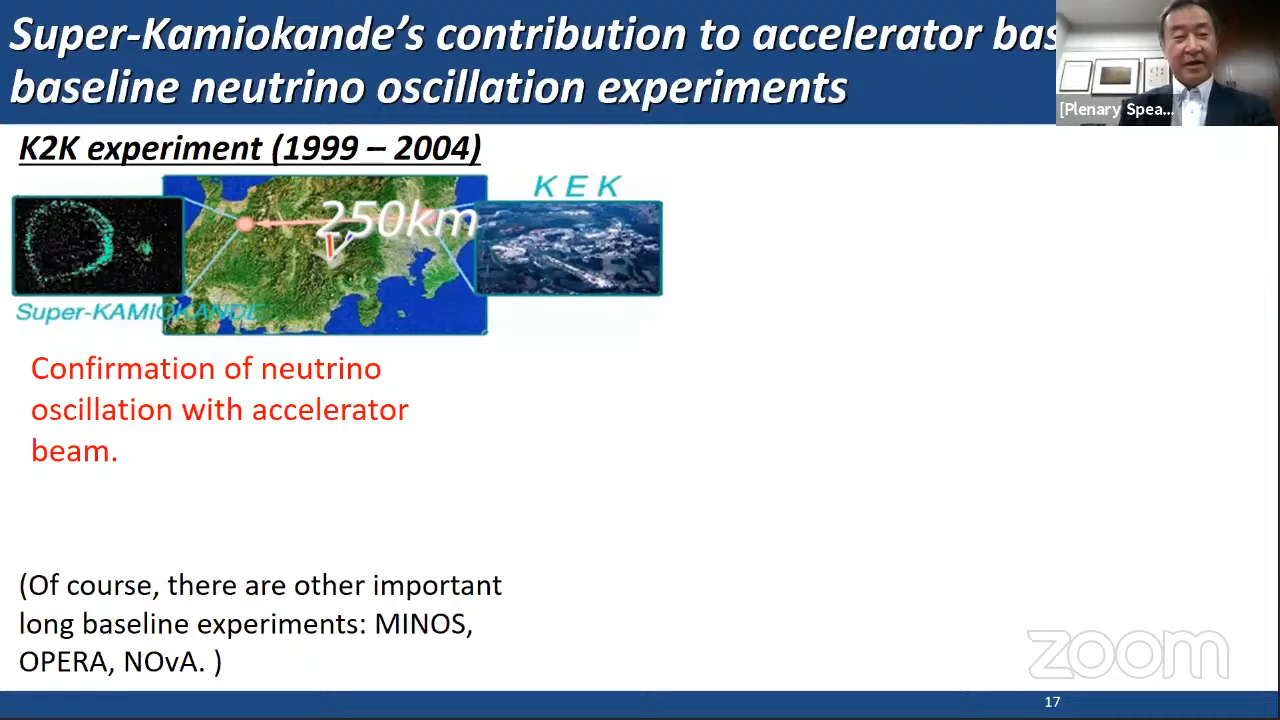 Super-Kamiokande’s contribution to accelerator bas
baseline neutrino oscillation experiments
[Plenary Spea...
K2K experiment (1999 – 2004)
K E K
250km
Super-KAMIOKANDE
Confirmation of neutrino
oscillation with accelerator
beam.
(Of course, there are other important
long baseline experiments: MINOS,
OPERA, NOvA. )
zoom
17